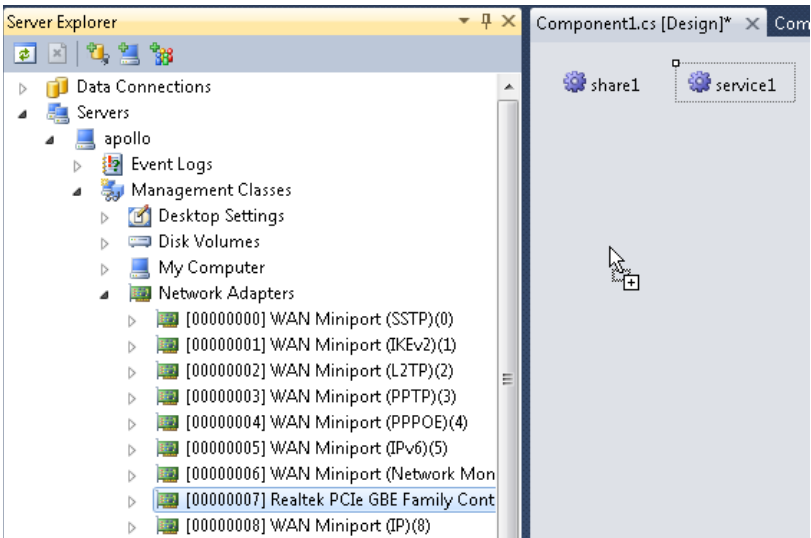 Server Explorer
Data Connections
Servers
apollo
Event Logs
Management Classes
Desktop Settings
Disk Volumes
My Computer
Network Adapters
[00000000] WAN Miniport (SSTP)(0)
[00000001] WAN Miniport (IKEv2)(1)
[00000002] WAN Miniport (L2TP)(2)
[00000003] WAN Miniport (PPTP)(3)
[00000004] WAN Miniport (PPPOE)(4)
[00000005] WAN Miniport (IPv6)(5)
[00000006] WAN Miniport (Network Mon
[00000007] Realtek PCIe GBE Family Cont
[00000008] WAN Miniport (IP)(8)
Component1.cs [Design]* Com
share1 service1